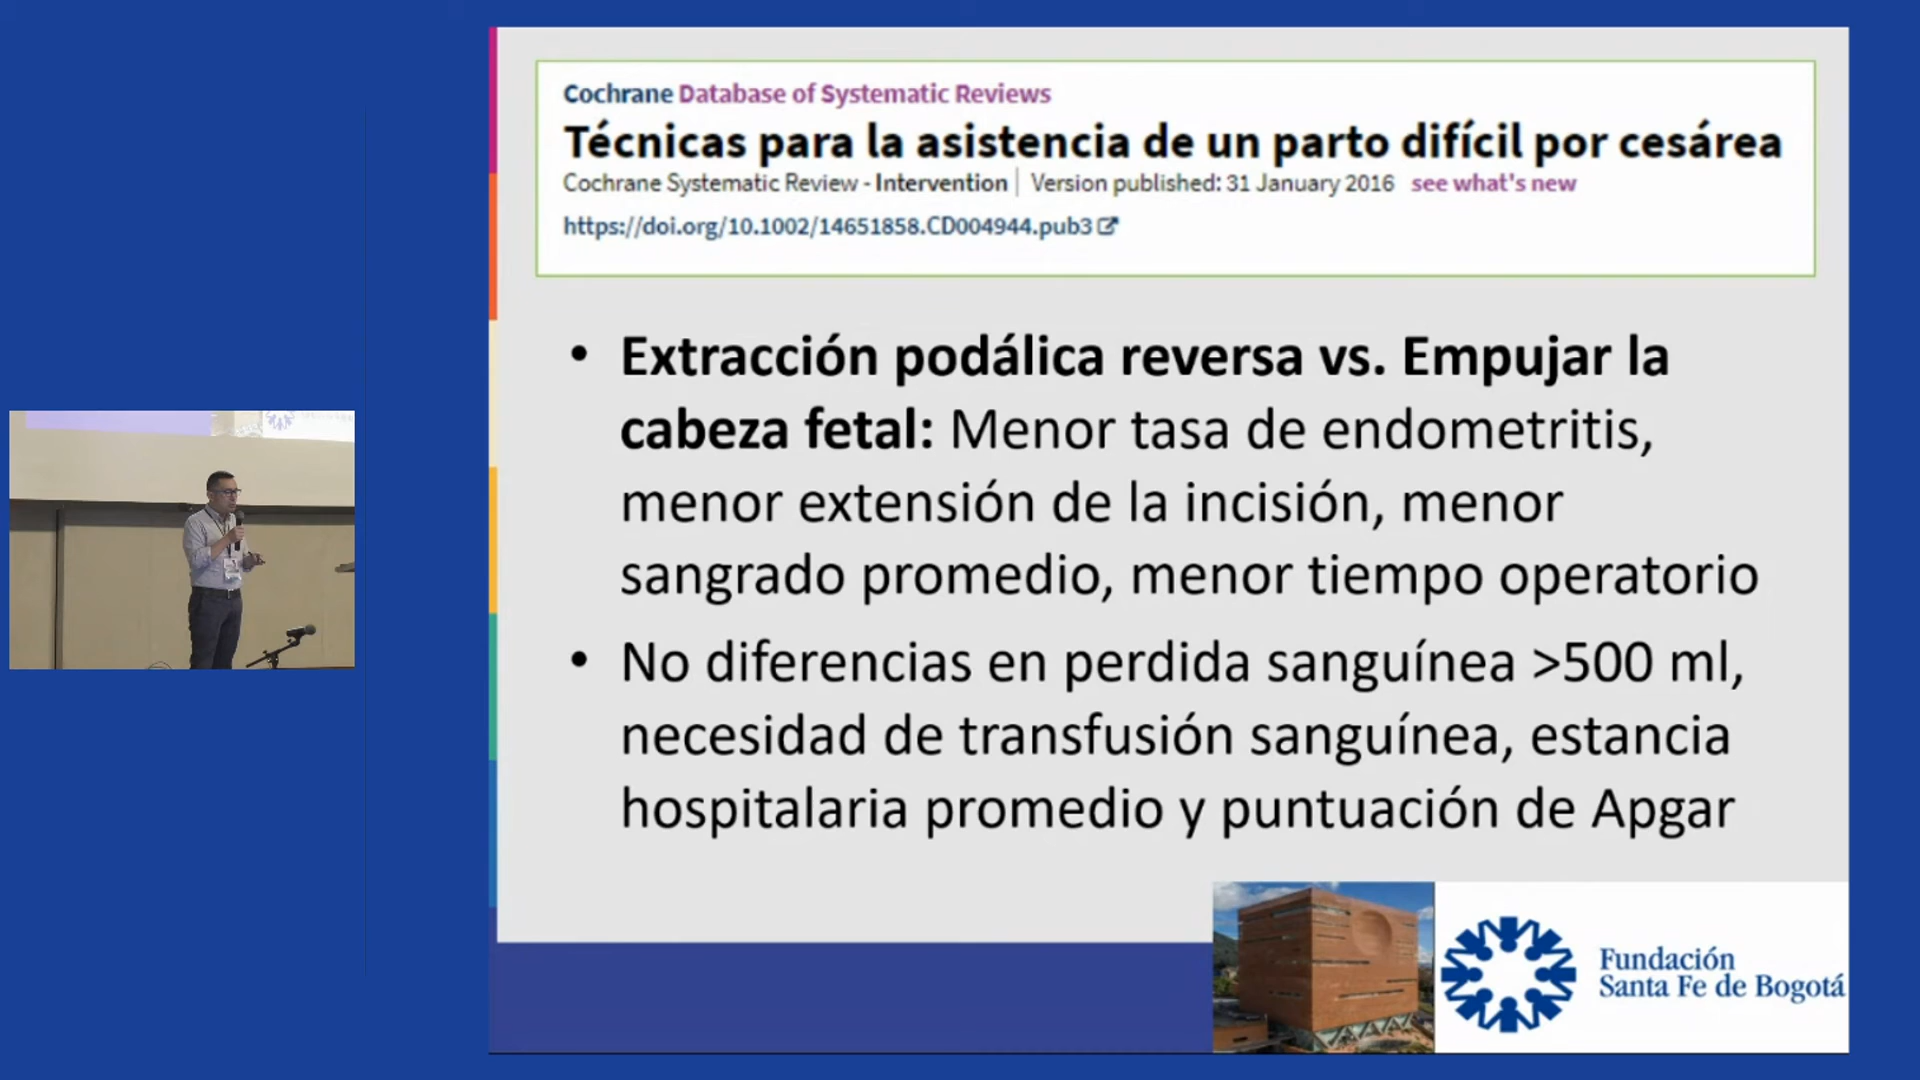 Cochrane Database of Systematic Reviews
Técnicas para la asistencia de un parto difícil por cesárea
Cochrane Systematic Review - Intervention | Version published: 31 January 2016 see what's new
https://doi.org/10.1002/14651858.CD004944.pub3
• Extracción podálica reversa vs. Empujar la
cabeza fetal: Menor tasa de endometritis,
menor extensión de la incisión, menor
sangrado promedio, menor tiempo operatorio
• No diferencias en perdida sanguínea >500 ml,
necesidad de transfusión sanguínea, estancia
hospitalaria promedio y puntuación de Apgar
Fundación
Santa Fe de Bogotá